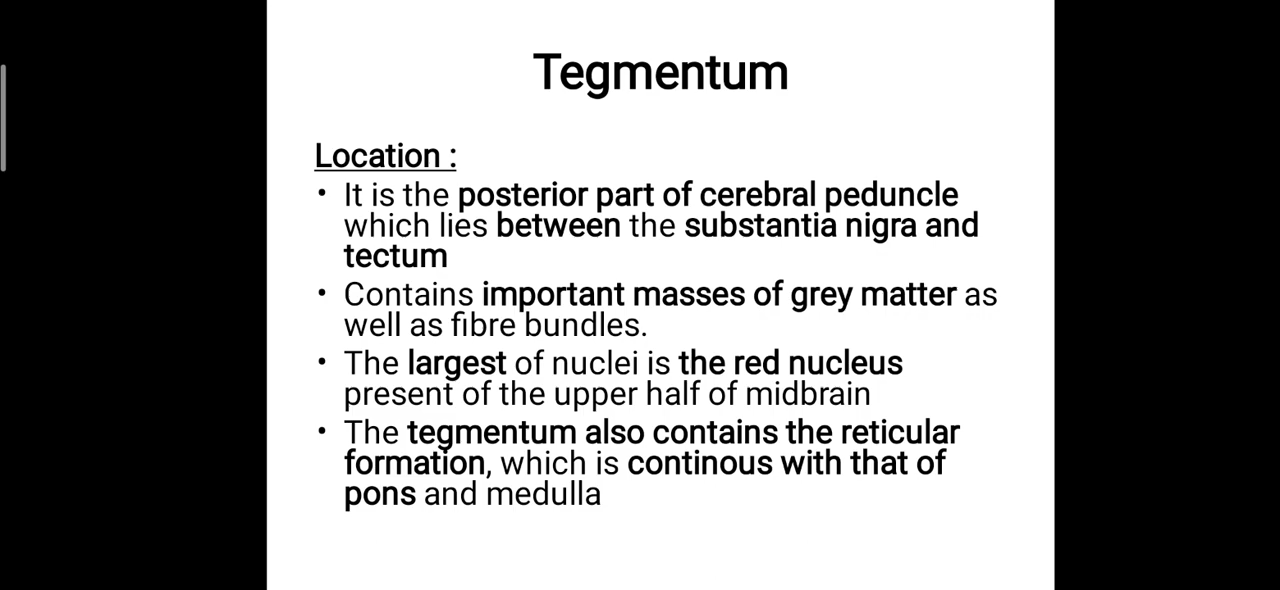 Tegmentum
Location :
• It is the posterior part of cerebral peduncle
which lies between the substantia nigra and
tectum
• Contains important masses of grey matter as
well as fibre bundles.
• The largest of nuclei is the red nucleus
present of the upper half of midbrain
• The tegmentum also contains the reticular
formation, which is continous with that of
pons and medulla